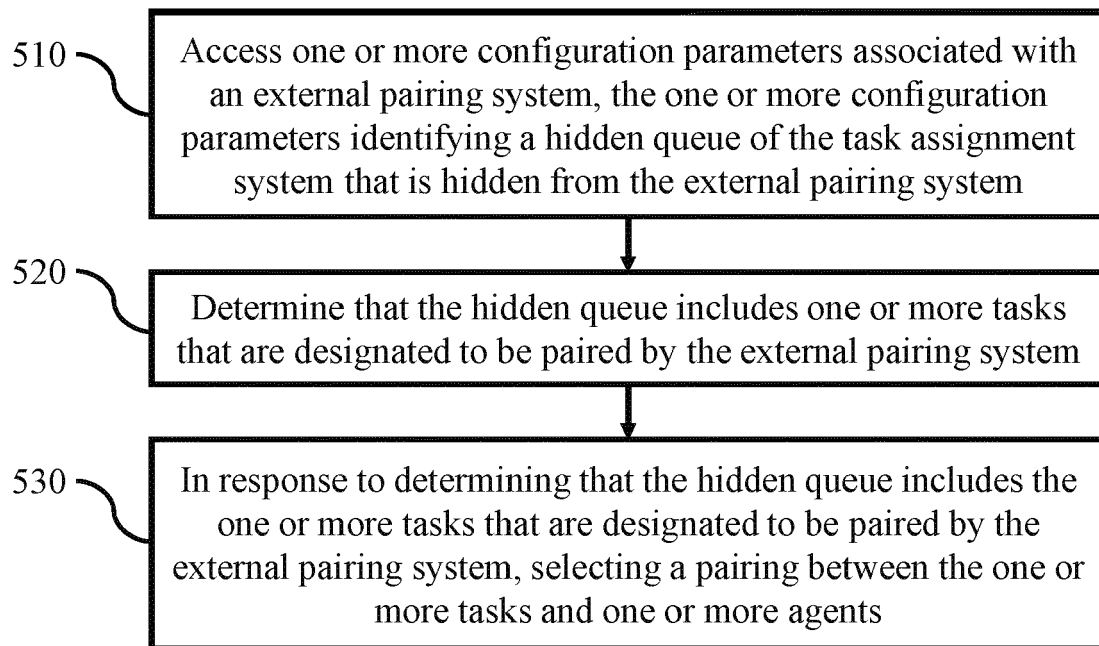 510
Access one or more configuration parameters associated with
an external pairing system, the one or more configuration
parameters identifying a hidden queue of the task assignment
system that is hidden from the external pairing system
520
Determine that the hidden queue includes one or more tasks
that are designated to be paired by the external pairing system
530
In response to determining that the hidden queue includes the
one or more tasks that are designated to be paired by the
external pairing system, selecting a pairing between the one or
more tasks and one or more agents